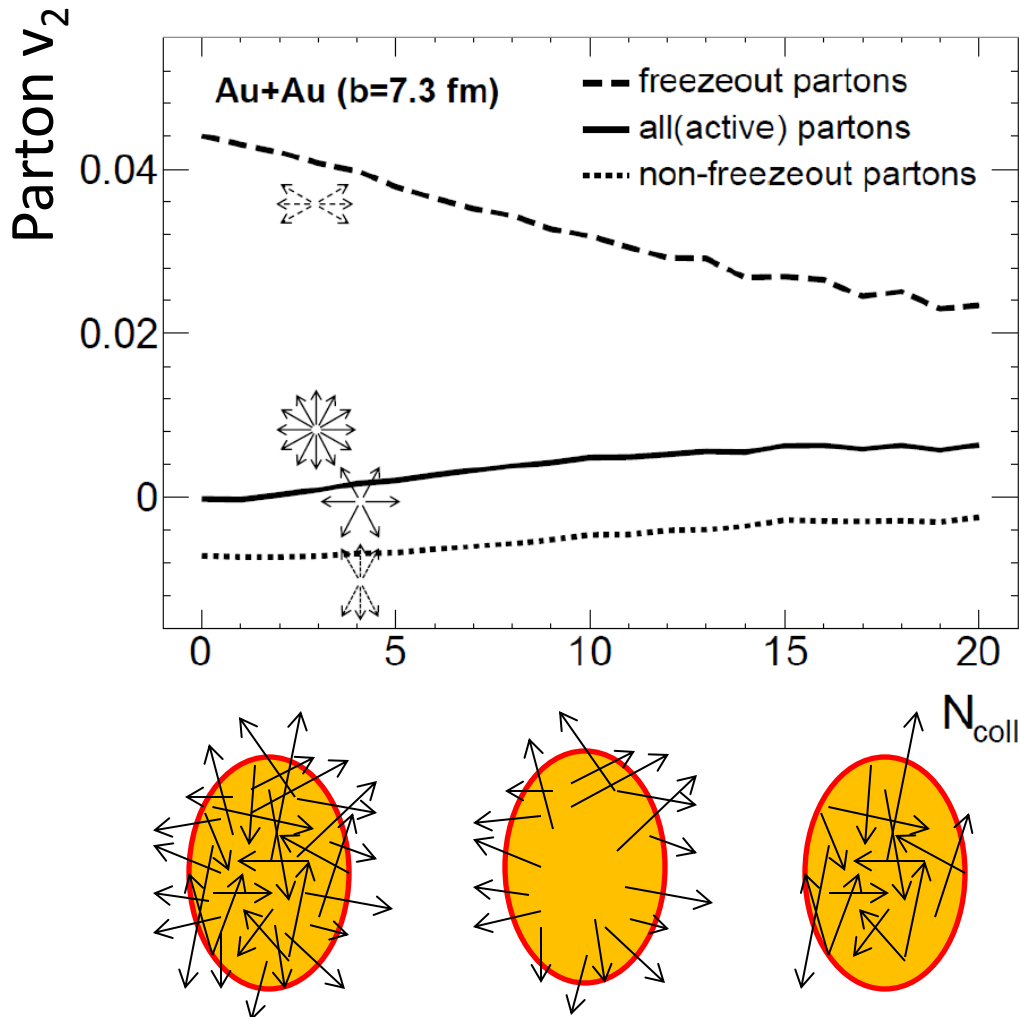 Parton v₂
Au+Au (b=7.3 fm)
freezeout partons
all(active) partons
non-freezeout partons
0.04
0.02
0
0 5 10 15 20
N_coll